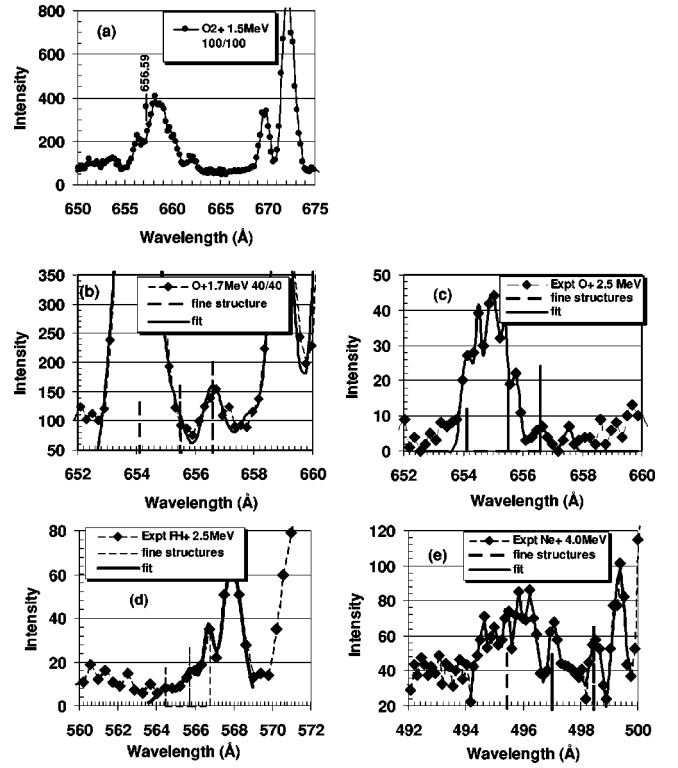 800
600
400
200
0
Intensity
(a)
656.59
O2+ 1.5MeV
100/100
650 655 660 665 670 675
Wavelength (Å)
350
300
250
200
150
100
50
Intensity
(b)
O+1.7MeV 40/40
fine structure
fit
652 654 656 658 660
Wavelength (Å)
50
40
30
20
10
0
Intensity
(c)
Expt O+ 2.5 MeV
fine structures
fit
652 654 656 658 660
Wavelength (Å)
80
60
40
20
0
Intensity
(d)
Expt FH+ 2.5MeV
fine structures
fit
560 562 564 566 568 570 572
Wavelength (Å)
120
100
80
60
40
20
Intensity
(e)
Expt Ne+ 4.0MeV
fine structures
fit
492 494 496 498 500
Wavelength (Å)